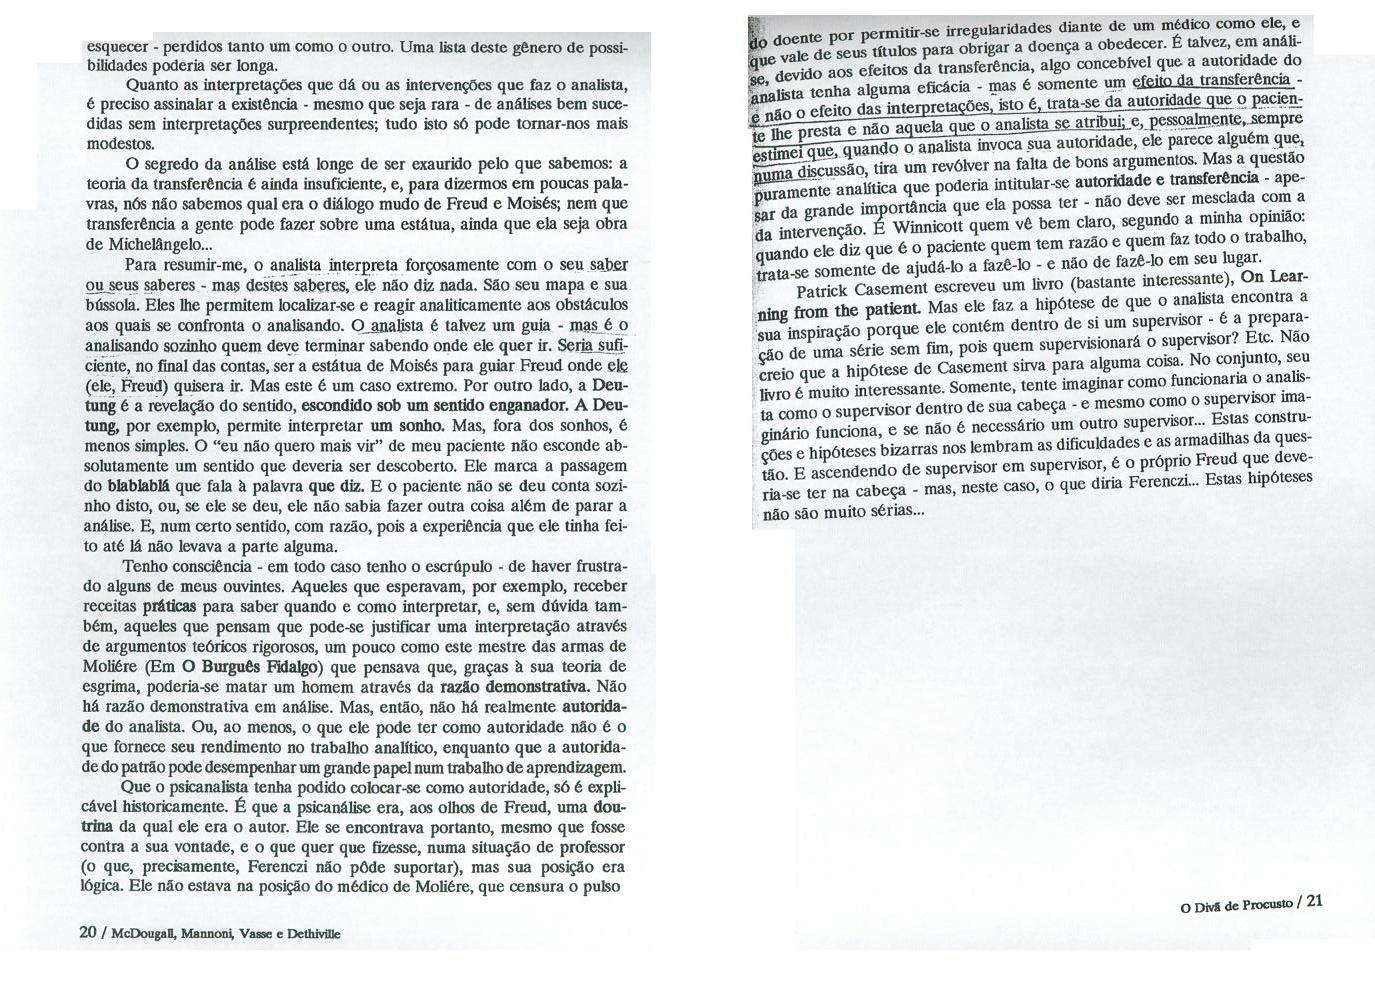 esquecer - perdidos tanto um como o outro. Uma lista deste gênero de possi-
bilidades poderia ser longa.
Quanto as interpretações que dá ou as intervenções que faz o analista,
é preciso assinalar a existência - mesmo que seja rara - de análises bem suce-
didas sem interpretações surpreendentes; tudo isto só pode tornar-nos mais
modestos.
O segredo da análise está longe de ser exaurido pelo que sabemos: a
teoria da transferência é ainda insuficiente, e, para dizermos em poucas pala-
vras, nós não sabemos qual era o diálogo mudo de Freud e Moisés; nem que
transferência a gente pode fazer sobre uma estátua, ainda que ela seja obra
de Michelângelo...
Para resumir-me, o analista interpreta forçosamente com o seu saber
ou seus saberes - mas destes saberes, ele não diz nada. São seu mapa e sua
bússola. Eles lhe permitem localizar-se e reagir analiticamente aos obstáculos
aos quais se confronta o analisando. O analista é talvez um guia - mas é o
analisando sozinho quem deve terminar sabendo onde ele quer ir. Seria sufi-
ciente, no final das contas, ser a estátua de Moisés para guiar Freud onde ele
(ele, Freud) quisera ir. Mas este é um caso extremo. Por outro lado, a Deu-
tung é a revelação do sentido, escondido sob um sentido enganador. A Deu-
tung, por exemplo, permite interpretar um sonho. Mas, fora dos sonhos, é
menos simples. O “eu não quero mais vir” de meu paciente não esconde ab-
solutamente um sentido que deveria ser descoberto. Ele marca a passagem
do blablablá que fala à palavra que diz. E o paciente não se deu conta sozi-
nho disto, ou, se ele se deu, ele não sabia fazer outra coisa além de parar a
análise. E, num certo sentido, com razão, pois a experiência que ele tinha fei-
to até lá não levava a parte alguma.
Tenho consciência - em todo caso tenho o escrúpulo - de haver frustra-
do alguns de meus ouvintes. Aqueles que esperavam, por exemplo, receber
receitas práticas para saber quando e como interpretar, e, sem dúvida tam-
bém, aqueles que pensam que pode-se justificar uma interpretação através
de argumentos teóricos rigorosos, um pouco como este mestre das armas de
Moliére (Em O Burguês Fidalgo) que pensava que, graças à sua teoria de
esgrima, poderia-se matar um homem através da razão demonstrativa. Não
há razão demonstrativa em análise. Mas, então, não há realmente autorida-
de do analista. Ou, ao menos, o que ele pode ter como autoridade não é o
que fornece seu rendimento no trabalho analítico, enquanto que a autorida-
de do patrão pode desempenhar um grande papel num trabalho de aprendizagem.
Que o psicanalista tenha podido colocar-se como autoridade, só é expli-
cável historicamente. É que a psicanálise era, aos olhos de Freud, uma dou-
trina da qual ele era o autor. Ele se encontrava portanto, mesmo que fosse
contra a sua vontade, e o que quer que fizesse, numa situação de professor
(o que, precisamente, Ferenczi não pôde suportar), mas sua posição era
lógica. Ele não estava na posição do médico de Moliére, que censura o pulso
20 / McDougall, Mannoni, Vasse e Dethiville
do doente por permitir-se irregularidades diante de um médico como ele, e
que vale de seus títulos para obrigar a doença a obedecer. É talvez, em análi-
se, devido aos efeitos da transferência, algo concebível que a autoridade do
analista tenha alguma eficácia - mas é somente um efeito da transferência -
e não o efeito das interpretações, isto é, trata-se da autoridade que o pacien-
te lhe presta e não aquela que o analista se atribui; e, pessoalmente, sempre
estimei que, quando o analista invoca sua autoridade, ele parece alguém que,
numa discussão, tira um revólver na falta de bons argumentos. Mas a questão
puramente analítica que poderia intitular-se autoridade e transferência - ape-
sar da grande importância que ela possa ter - não deve ser mesclada com a
da intervenção. É Winnicott quem vê bem claro, segundo a minha opinião:
quando ele diz que é o paciente quem tem razão e quem faz todo o trabalho,
trata-se somente de ajudá-lo a fazê-lo - e não de fazê-lo em seu lugar.
Patrick Casement escreveu um livro (bastante interessante), On Lear-
ning from the patient. Mas ele faz a hipótese de que o analista encontra a
sua inspiração porque ele contém dentro de si um supervisor - é a prepara-
ção de uma série sem fim, pois quem supervisionará o supervisor? Etc. Não
creio que a hipótese de Casement sirva para alguma coisa. No conjunto, seu
livro é muito interessante. Somente, tente imaginar como funcionaria o analis-
ta como o supervisor dentro de sua cabeça - e mesmo como o supervisor ima-
ginário funciona, e se não é necessário um outro supervisor... Estas constru-
ções e hipóteses bizarras nos lembram as dificuldades e as armadilhas da ques-
tão. E ascendendo de supervisor em supervisor, é o próprio Freud que deve-
ria-se ter na cabeça - mas, neste caso, o que diria Ferenczi... Estas hipóteses
não são muito sérias...
O Divã de Procusto / 21